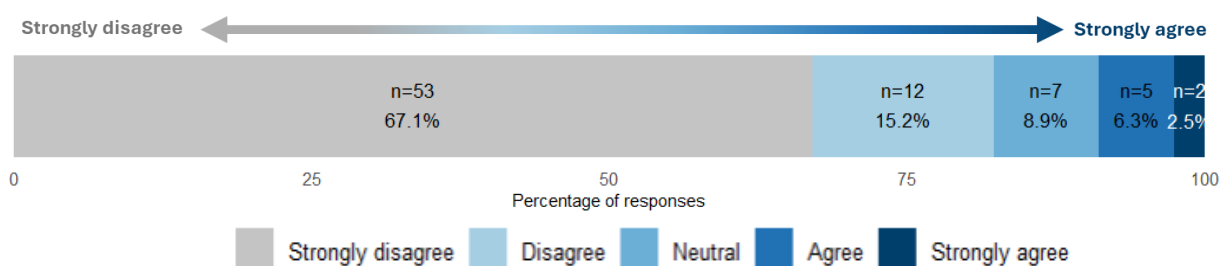 Strongly disagree Strongly agree
n=53 n=12 n=7 n=5 n=2
67.1% 15.2% 8.9% 6.3% 2.5%
0 25 50 75 100
Percentage of responses
Strongly disagree Disagree Neutral Agree Strongly agree